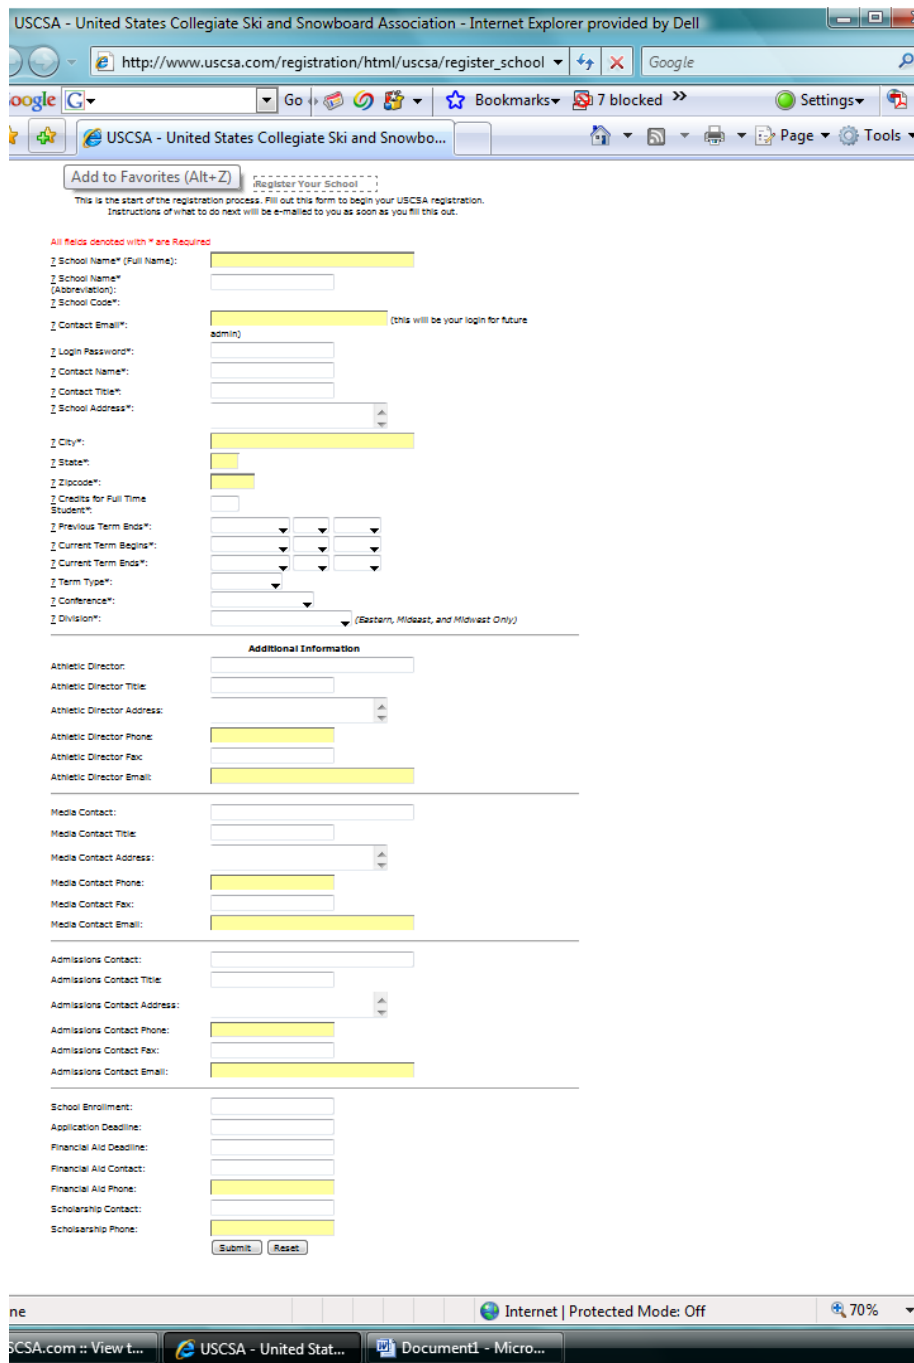 USCSA - United States Collegiate Ski and Snowboard Association - Internet Explorer provided by Dell
http://www.uscsa.com/registration/html/uscsa/register_school
Google
oogle G Go Bookmarks 7 blocked >> Settings
USCSA - United States Collegiate Ski and Snowbo... Page Tools
Add to Favorites (Alt+Z)
Register Your School
This is the start of the registration process. Fill out this form to begin your USCSA registration.
Instructions of what to do next will be e-mailed to you as soon as you fill this out.
All fields denoted with * are Required
? School Name* (Full Name):
? School Name*
(Abbreviation):
? School Code*:
? Contact Email*: (this will be your login for future
admin)
? Login Password*:
? Contact Name*:
? Contact Title*:
? School Address*:
? City*:
? State*:
? Zipcode*:
? Credits for Full Time
Student*:
? Previous Term Ends*:
? Current Term Begins*:
? Current Term Ends*:
? Term Type*:
? Conference*:
? Division*: (Eastern, Mideast, and Midwest Only)
Additional Information
Athletic Director:
Athletic Director Title:
Athletic Director Address:
Athletic Director Phone:
Athletic Director Fax:
Athletic Director Email:
Media Contact:
Media Contact Title:
Media Contact Address:
Media Contact Phone:
Media Contact Fax:
Media Contact Email:
Admissions Contact:
Admissions Contact Title:
Admissions Contact Address:
Admissions Contact Phone:
Admissions Contact Fax:
Admissions Contact Email:
School Enrollment:
Application Deadline:
Financial Aid Deadline:
Financial Aid Contact:
Financial Aid Phone:
Scholarship Contact:
Scholsarship Phone:
Submit Reset
ne Internet | Protected Mode: Off 70%
SCSA.com :: View t... USCSA - United Stat... Document1 - Micro...